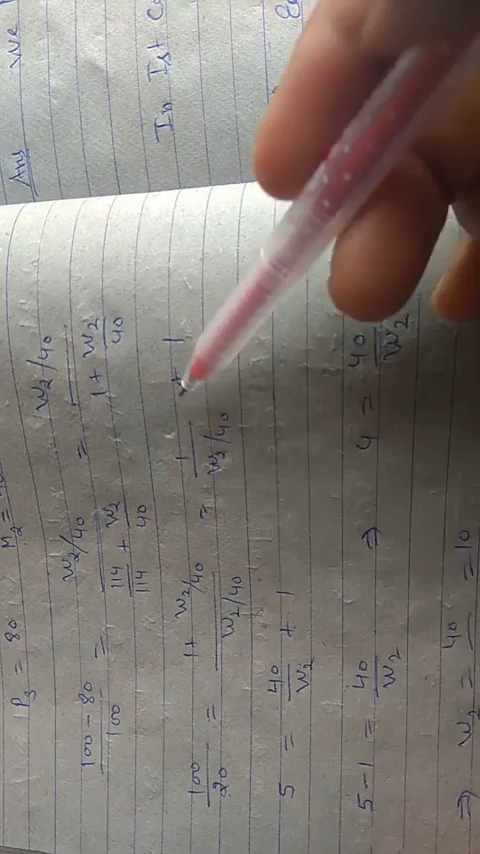 Ans We
In Ist C
P_s = 80
(100 - 80)/100 = (W₂/40)/(114/114 + W₂/40) = (W₂/40)/(1 + W₂/40)
100/20 = (1 + W₂/40)/(W₂/40) = 1/(W₂/40) + 1
5 = 40/W₂ + 1
5 - 1 = 40/W₂ ⇒ 4 = 40/W₂
⇒ W₂ = 40/ = 10